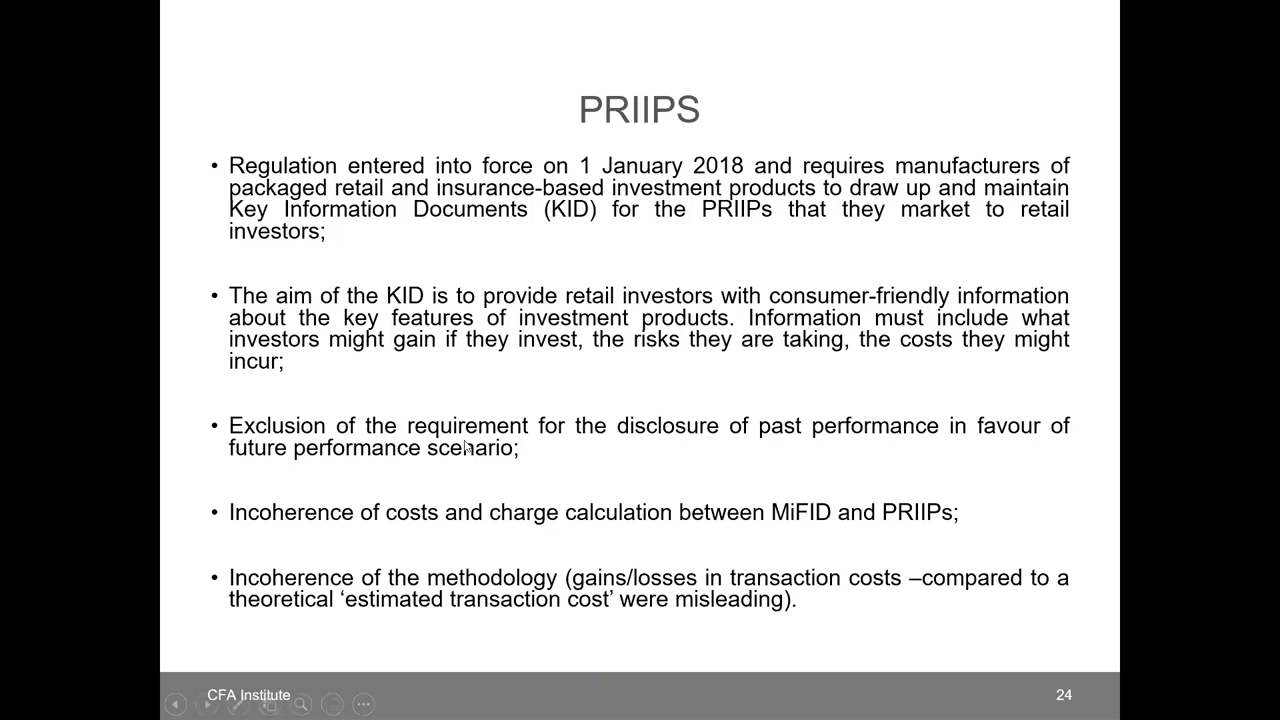 PRIIPS
• Regulation entered into force on 1 January 2018 and requires manufacturers of
packaged retail and insurance-based investment products to draw up and maintain
Key Information Documents (KID) for the PRIIPs that they market to retail
investors;
• The aim of the KID is to provide retail investors with consumer-friendly information
about the key features of investment products. Information must include what
investors might gain if they invest, the risks they are taking, the costs they might
incur;
• Exclusion of the requirement for the disclosure of past performance in favour of
future performance scenario;
• Incoherence of costs and charge calculation between MiFID and PRIIPs;
• Incoherence of the methodology (gains/losses in transaction costs –compared to a
theoretical ‘estimated transaction cost’ were misleading).
CFA Institute
24